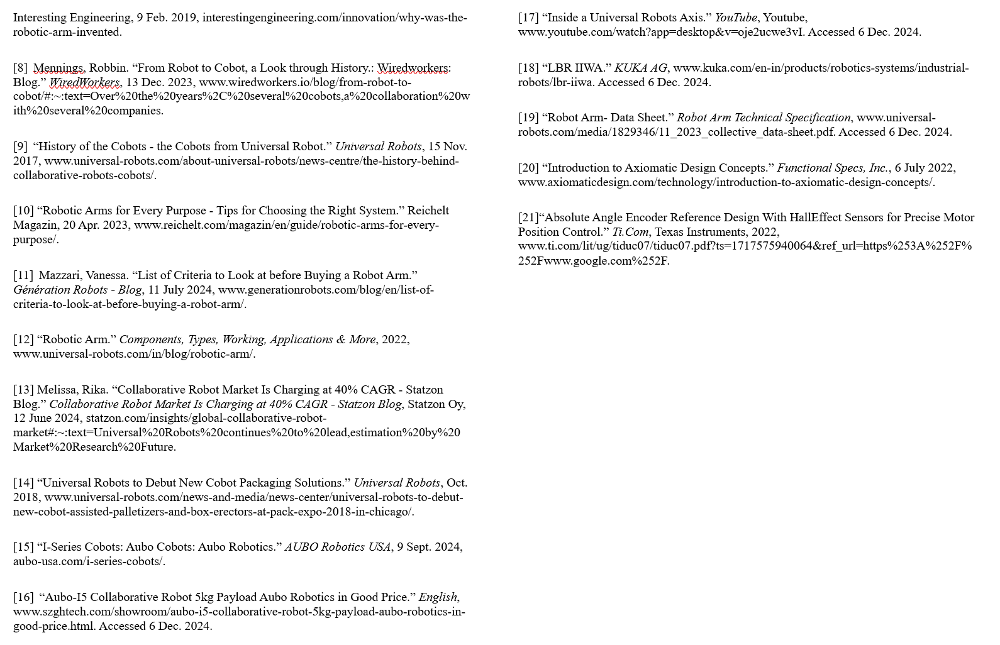 Interesting Engineering, 9 Feb. 2019, interestingengineering.com/innovation/why-was-the-
robotic-arm-invented.
[8]  Mennings, Robbin. “From Robot to Cobot, a Look through History.: Wiredworkers:
Blog.” WiredWorkers, 13 Dec. 2023, www.wiredworkers.io/blog/from-robot-to-
cobot/#:~:text=Over%20the%20years%2C%20several%20cobots,a%20collaboration%20w
ith%20several%20companies.
[9]  “History of the Cobots - the Cobots from Universal Robot.” Universal Robots, 15 Nov.
2017, www.universal-robots.com/about-universal-robots/news-centre/the-history-behind-
collaborative-robots-cobots/.
[10] “Robotic Arms for Every Purpose - Tips for Choosing the Right System.” Reichelt
Magazin, 20 Apr. 2023, www.reichelt.com/magazin/en/guide/robotic-arms-for-every-
purpose/.
[11]  Mazzari, Vanessa. “List of Criteria to Look at before Buying a Robot Arm.”
Génération Robots - Blog, 11 July 2024, www.generationrobots.com/blog/en/list-of-
criteria-to-look-at-before-buying-a-robot-arm/.
[12] “Robotic Arm.” Components, Types, Working, Applications & More, 2022,
www.universal-robots.com/in/blog/robotic-arm/.
[13] Melissa, Rika. “Collaborative Robot Market Is Charging at 40% CAGR - Statzon
Blog.” Collaborative Robot Market Is Charging at 40% CAGR - Statzon Blog, Statzon Oy,
12 June 2024, statzon.com/insights/global-collaborative-robot-
market#:~:text=Universal%20Robots%20continues%20to%20lead,estimation%20by%20
Market%20Research%20Future.
[14] “Universal Robots to Debut New Cobot Packaging Solutions.” Universal Robots, Oct.
2018, www.universal-robots.com/news-and-media/news-center/universal-robots-to-debut-
new-cobot-assisted-palletizers-and-box-erectors-at-pack-expo-2018-in-chicago/.
[15] “I-Series Cobots: Aubo Cobots: Aubo Robotics.” AUBO Robotics USA, 9 Sept. 2024,
aubo-usa.com/i-series-cobots/.
[16]  “Aubo-I5 Collaborative Robot 5kg Payload Aubo Robotics in Good Price.” English,
www.szghtech.com/showroom/aubo-i5-collaborative-robot-5kg-payload-aubo-robotics-in-
good-price.html. Accessed 6 Dec. 2024.
[17] “Inside a Universal Robots Axis.” YouTube, Youtube,
www.youtube.com/watch?app=desktop&v=oje2ucwe3vI. Accessed 6 Dec. 2024.
[18] “LBR IIWA.” KUKA AG, www.kuka.com/en-in/products/robotics-systems/industrial-
robots/lbr-iiwa. Accessed 6 Dec. 2024.
[19] “Robot Arm- Data Sheet.” Robot Arm Technical Specification, www.universal-
robots.com/media/1829346/11_2023_collective_data-sheet.pdf. Accessed 6 Dec. 2024.
[20] “Introduction to Axiomatic Design Concepts.” Functional Specs, Inc., 6 July 2022,
www.axiomaticdesign.com/technology/introduction-to-axiomatic-design-concepts/.
[21]“Absolute Angle Encoder Reference Design With HallEffect Sensors for Precise Motor
Position Control.” Ti.Com, Texas Instruments, 2022,
www.ti.com/lit/ug/tiduc07/tiduc07.pdf?ts=1717575940064&ref_url=https%253A%252F%
252Fwww.google.com%252F.